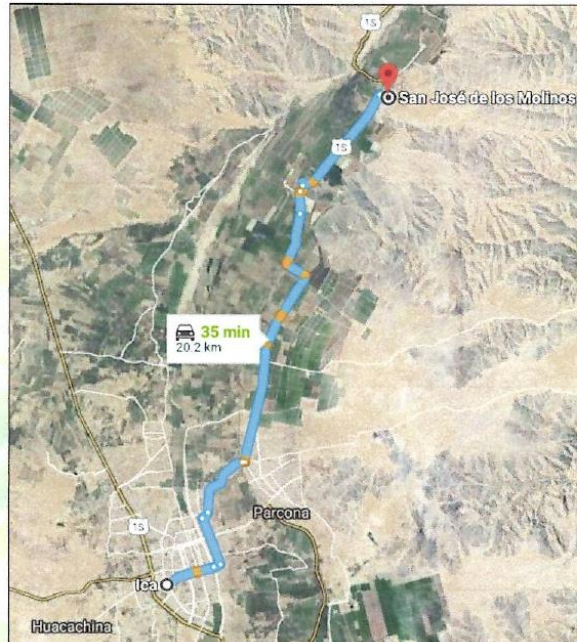 1S
San José de los Molinos
1S
35 min
20.2 km
Parcona
1S
Ica
Huacachina